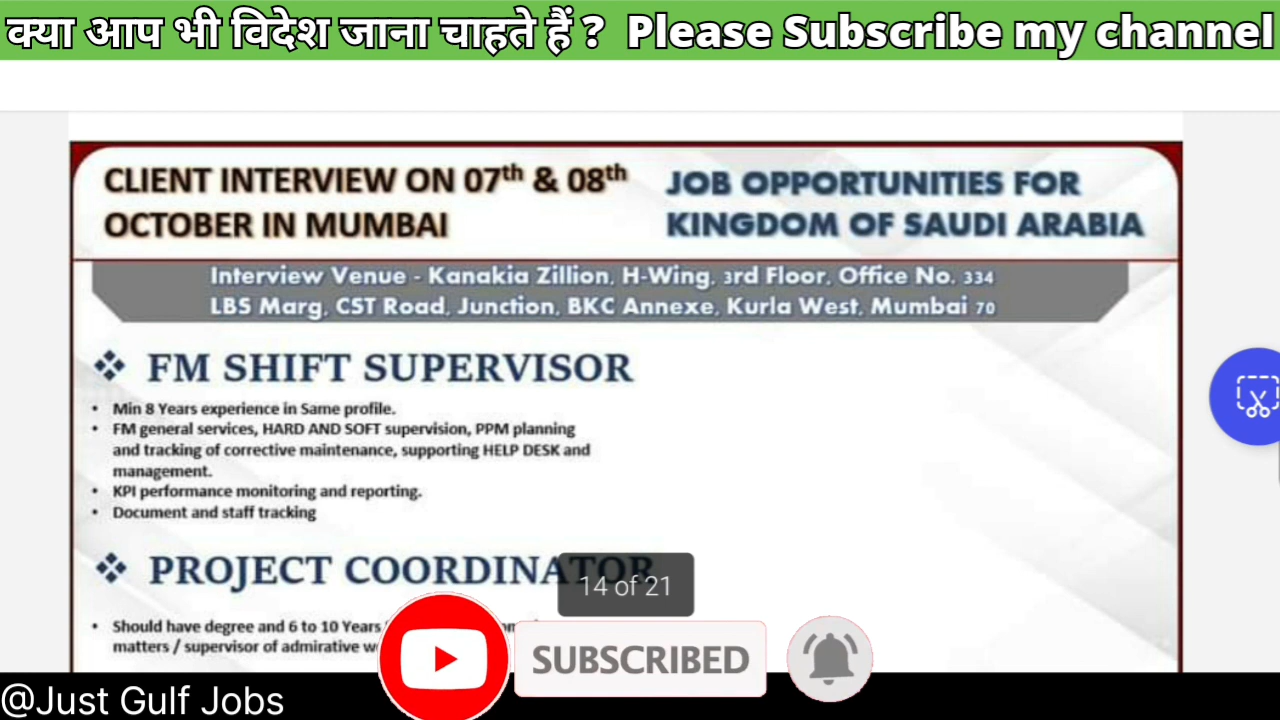 क्या आप भी विदेश जाना चाहते हैं ? Please Subscribe my channel
CLIENT INTERVIEW ON 07th & 08th
OCTOBER IN MUMBAI
JOB OPPORTUNITIES FOR
KINGDOM OF SAUDI ARABIA
Interview Venue - Kanakia Zillion, H-Wing, 3rd Floor, Office No. 334
LBS Marg, CST Road, Junction, BKC Annexe, Kurla West, Mumbai 70
❖ FM SHIFT SUPERVISOR
• Min 8 Years experience in Same profile.
• FM general services, HARD AND SOFT supervision, PPM planning
and tracking of corrective maintenance, supporting HELP DESK and
management.
• KPI performance monitoring and reporting.
• Document and staff tracking
❖ PROJECT COORDINATOR
14 of 21
• Should have degree and 6 to 10 Years
matters / supervisor of admirative
SUBSCRIBED
@Just Gulf Jobs